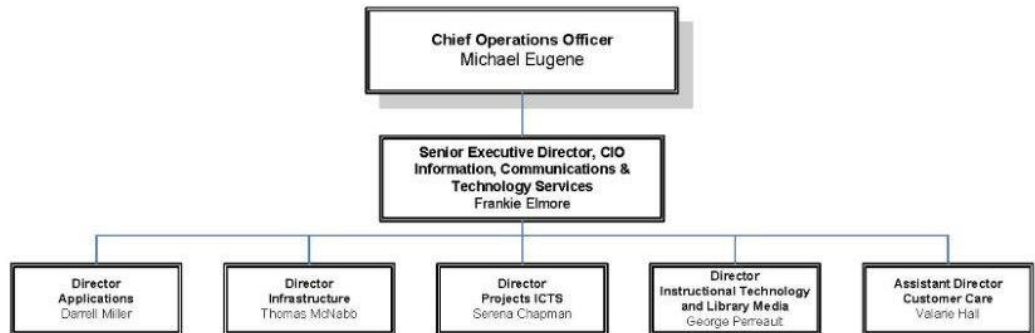 Chief Operations Officer
Michael Eugene
Senior Executive Director, CIO
Information, Communications &
Technology Services
Frankie Elmore
Director
Applications
Darrell Miller
Director
Infrastructure
Thomas McNabb
Director
Projects ICTS
Serena Chapman
Director
Instructional Technology
and Library Media
George Perreault
Assistant Director
Customer Care
Valarie Hall